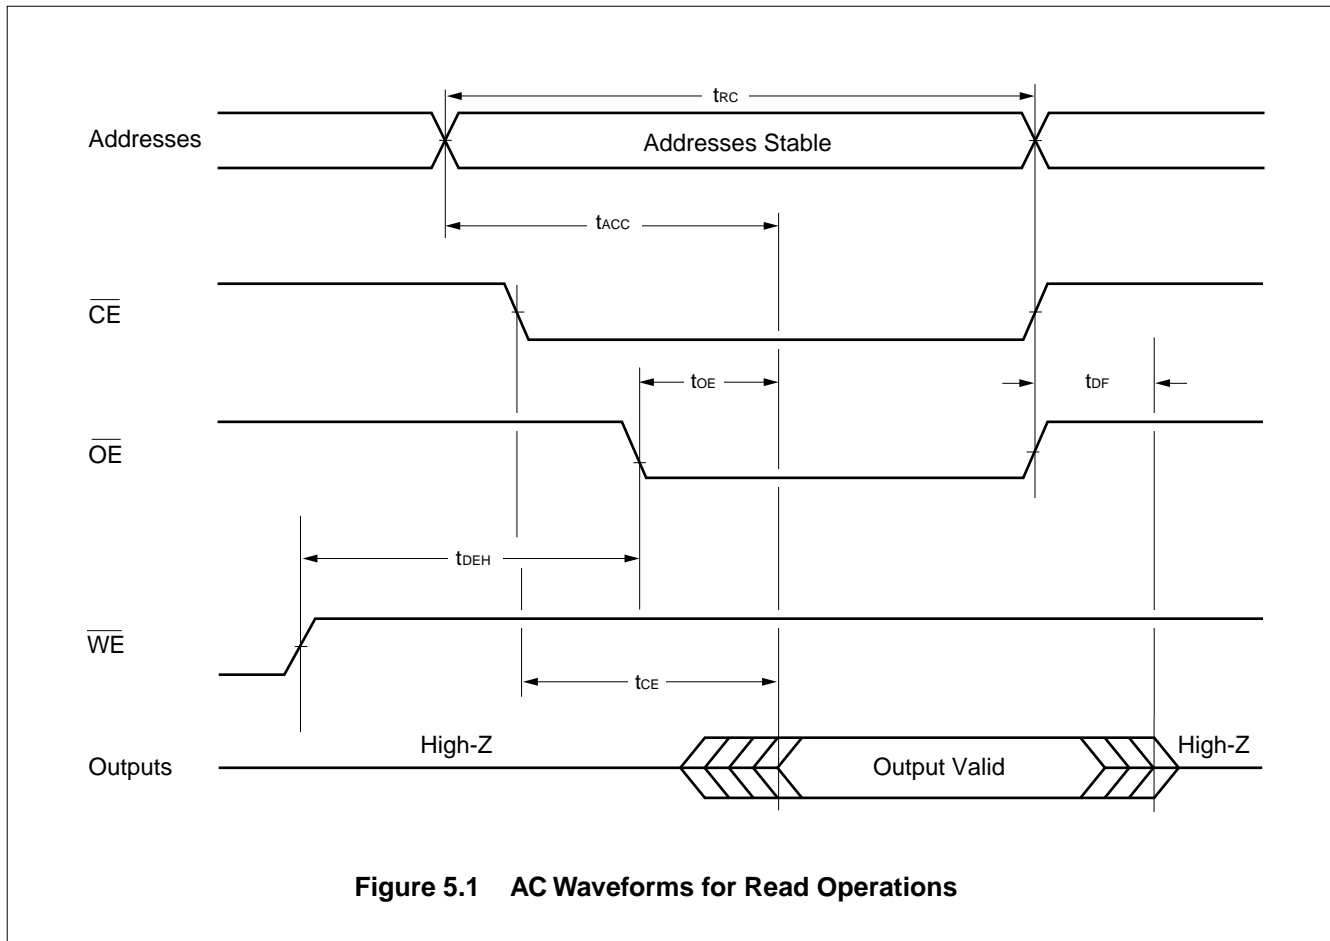 tRC
Addresses
Addresses Stable
tACC
CE
tOE
tDF
OE
tDEH
WE
tCE
High-Z
High-Z
Outputs
Output Valid
Figure 5.1 AC Waveforms for Read Operations